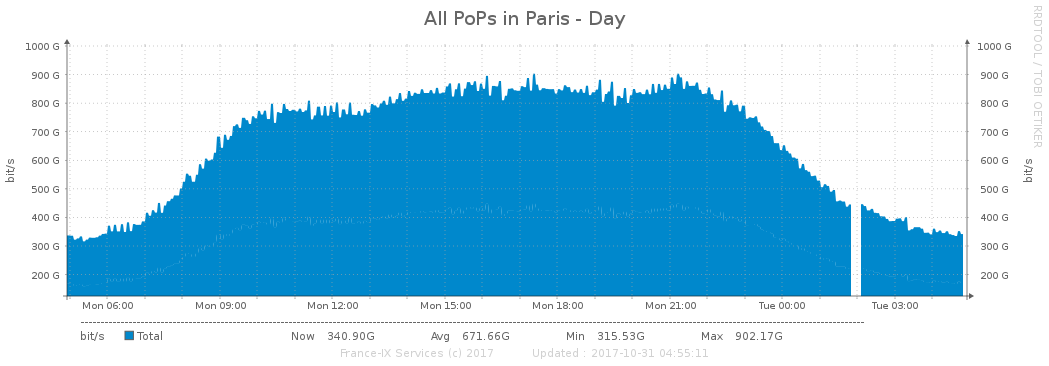 All PoPs in Paris - Day
RRDTOOL / TOBI OETIKER
bit/s
bit/s
1000 G
900 G
800 G
700 G
600 G
500 G
400 G
300 G
200 G
1000 G
900 G
800 G
700 G
600 G
500 G
400 G
300 G
200 G
Mon 06:00 Mon 09:00 Mon 12:00 Mon 15:00 Mon 18:00 Mon 21:00 Tue 00:00 Tue 03:00
bit/s Total Now 340.90G Avg 671.66G Min 315.53G Max 902.17G
France-IX Services (c) 2017 Updated : 2017-10-31 04:55:11